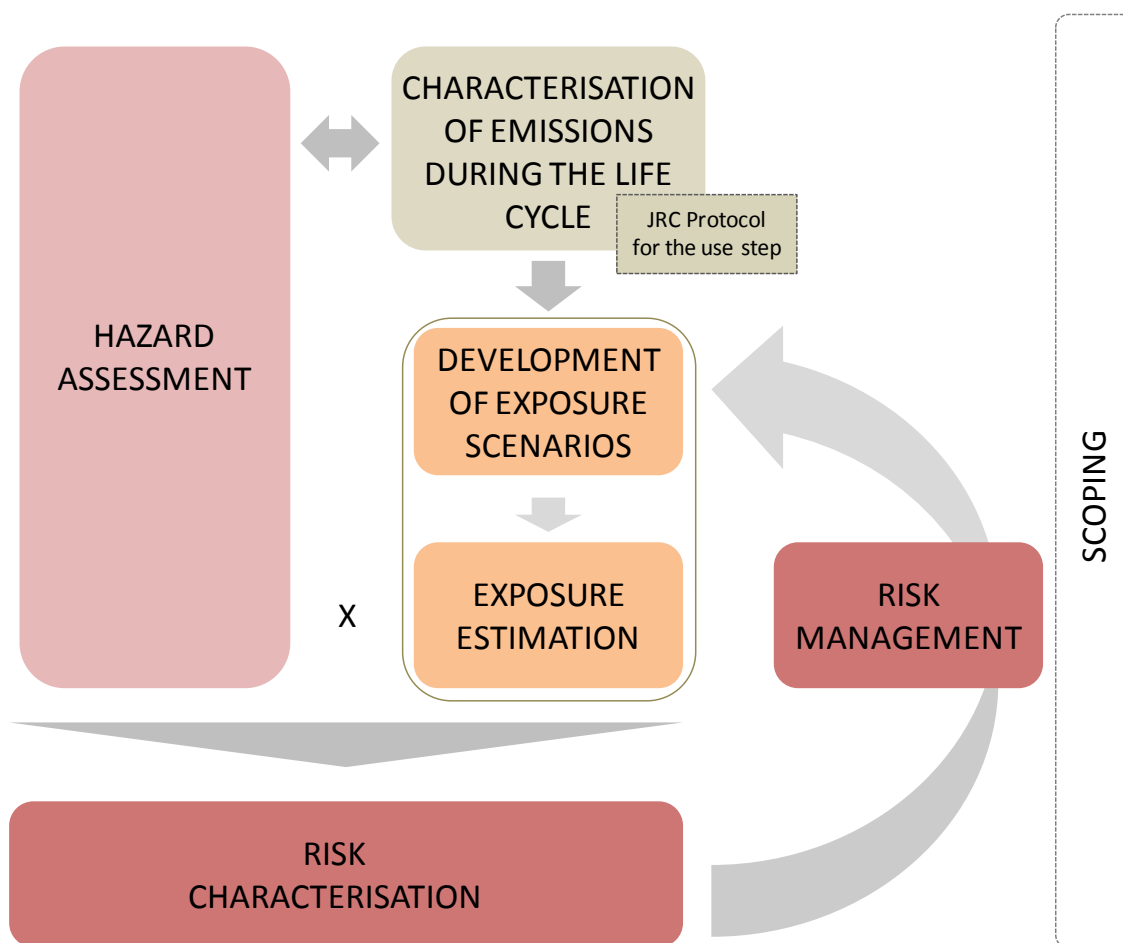 CHARACTERISATION
OF EMISSIONS
DURING THE LIFE
CYCLE
JRC Protocol
for the use step
HAZARD
ASSESSMENT
DEVELOPMENT
OF EXPOSURE
SCENARIOS
X
EXPOSURE
ESTIMATION
RISK
MANAGEMENT
SCOPING
RISK
CHARACTERISATION